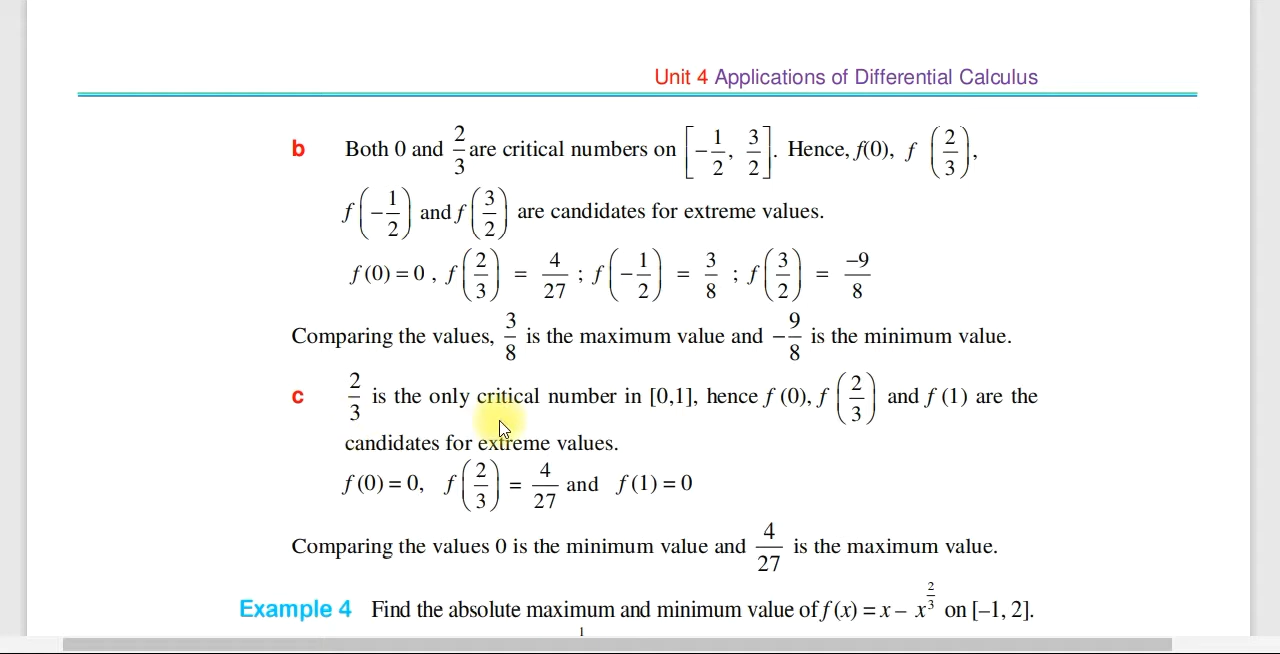 Unit 4 Applications of Differential Calculus
b Both 0 and 2/3 are critical numbers on [−1/2, 3/2]. Hence, f(0), f (2/3),
f(−1/2) and f(3/2) are candidates for extreme values.
f (0) = 0 , f(2/3) = 4/27 ; f(−1/2) = 3/8 ; f(3/2) = −9/8
Comparing the values, 3/8 is the maximum value and −9/8 is the minimum value.
c 2/3 is the only critical number in [0,1], hence f (0), f (2/3) and f (1) are the
candidates for extreme values.
f (0) = 0, f(2/3) = 4/27 and f (1) = 0
Comparing the values 0 is the minimum value and 4/27 is the maximum value.
Example 4 Find the absolute maximum and minimum value of f (x) = x − x^(2/3) on [–1, 2].
1